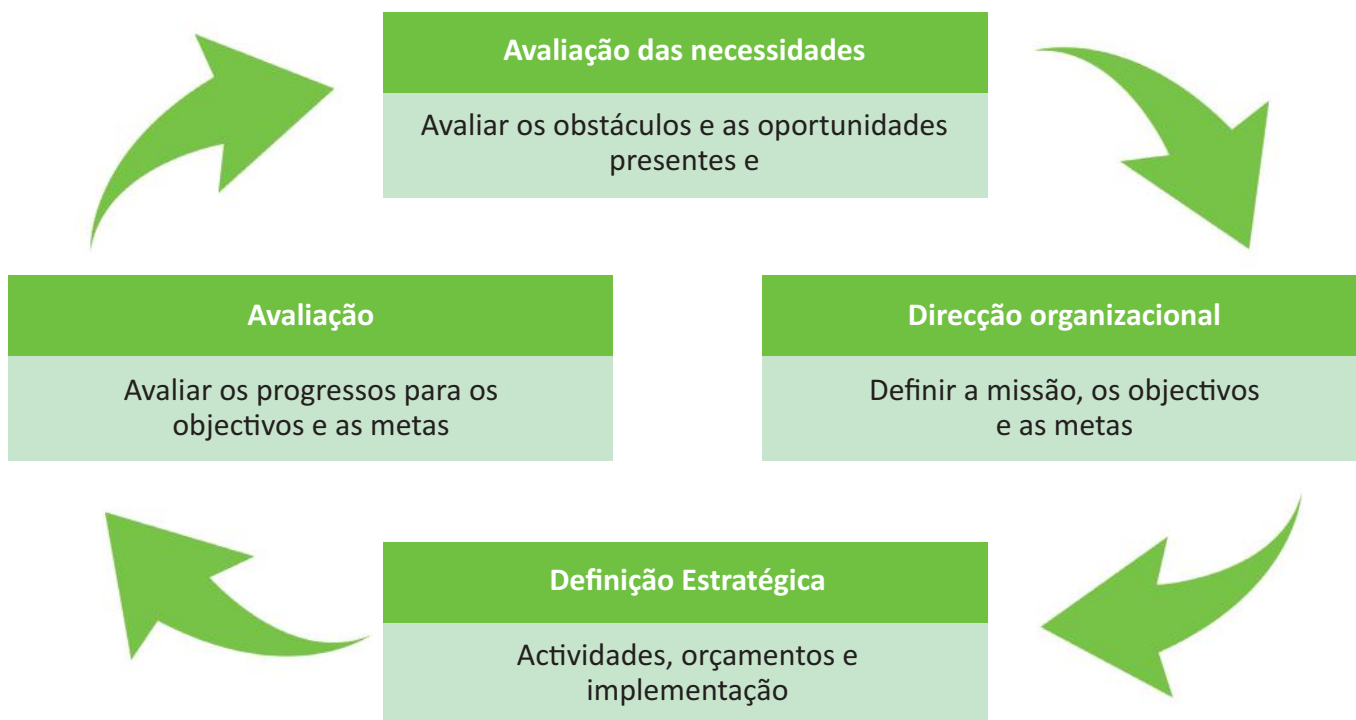 Avaliação das necessidades
Avaliar os obstáculos e as oportunidades
presentes e
Avaliação
Avaliar os progressos para os
objectivos e as metas
Direcção organizacional
Definir a missão, os objectivos
e as metas
Definição Estratégica
Actividades, orçamentos e
implementação